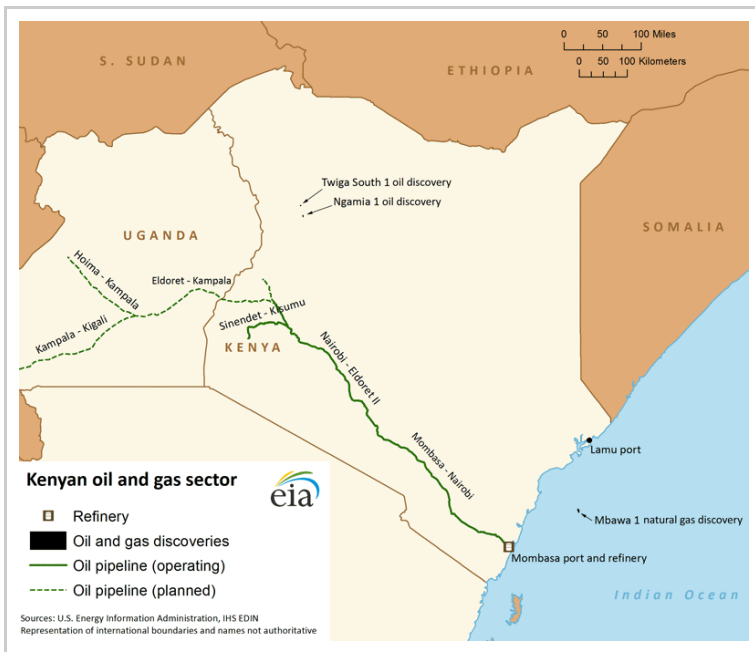 0 50 100 Miles
0 50 100 Kilometers
S. SUDAN
ETHIOPIA
Twiga South 1 oil discovery
Ngamia 1 oil discovery
UGANDA
SOMALIA
Hoima - Kampala
Eldoret - Kampala
Kampala - Kigali
Sinendet - Kisumu
KENYA
Nairobi - Eldoret II
Mombasa - Nairobi
Lamu port
Mbawa 1 natural gas discovery
Mombasa port and refinery
Indian Ocean
Kenyan oil and gas sector
eia
Refinery
Oil and gas discoveries
Oil pipeline (operating)
Oil pipeline (planned)
Sources: U.S. Energy Information Administration, IHS EDIN
Representation of international boundaries and names not authoritative